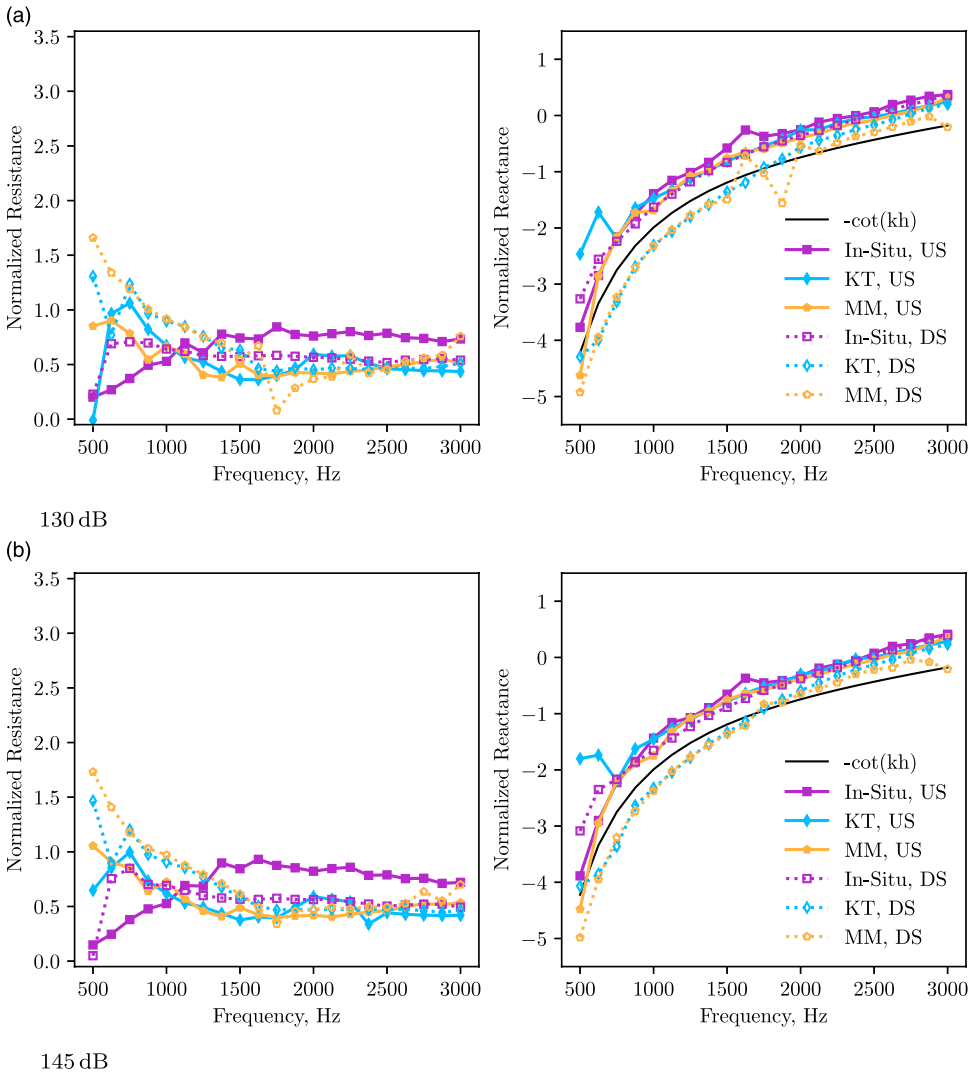 (a)
3.5
3.0
2.5
2.0
1.5
1.0
0.5
0.0
Normalized Resistance
500 1000 1500 2000 2500 3000
Frequency, Hz
1
0
−1
−2
−3
−4
−5
Normalized Reactance
500 1000 1500 2000 2500 3000
Frequency, Hz
-cot(kh)
In-Situ, US
KT, US
MM, US
In-Situ, DS
KT, DS
MM, DS
130 dB
(b)
3.5
3.0
2.5
2.0
1.5
1.0
0.5
0.0
Normalized Resistance
500 1000 1500 2000 2500 3000
Frequency, Hz
1
0
−1
−2
−3
−4
−5
Normalized Reactance
500 1000 1500 2000 2500 3000
Frequency, Hz
-cot(kh)
In-Situ, US
KT, US
MM, US
In-Situ, DS
KT, DS
MM, DS
145 dB